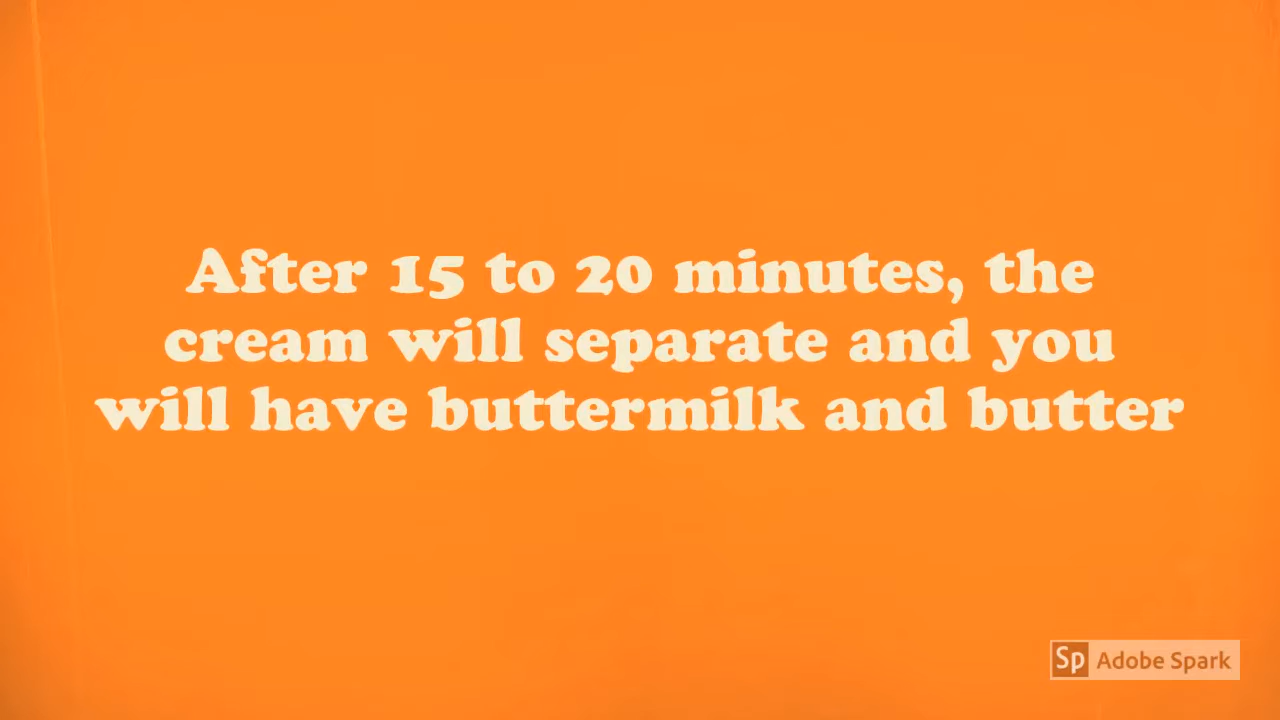 After 15 to 20 minutes, the
cream will separate and you
will have buttermilk and butter
Sp Adobe Spark